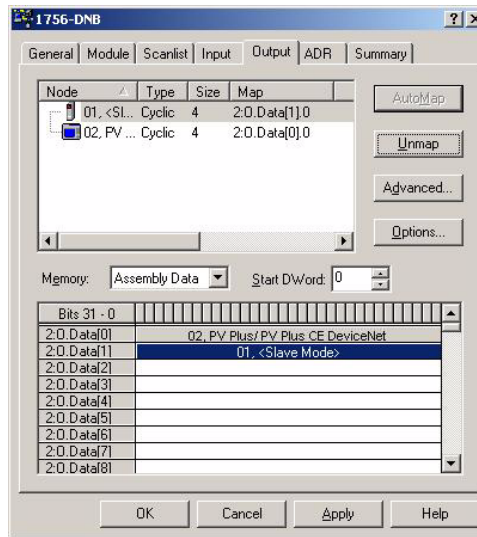 1756-DNB
General Module Scanlist Input Output ADR Summary
Node Type Size Map
01, <Sl... Cyclic 4 2:O.Data[1].0
02, PV ... Cyclic 4 2:O.Data[0].0
AutoMap
Unmap
Advanced...
Options...
Memory: Assembly Data Start DWord: 0
Bits 31 - 0
2:O.Data[0] 02, PV Plus/ PV Plus CE DeviceNet
2:O.Data[1] 01, <Slave Mode>
2:O.Data[2]
2:O.Data[3]
2:O.Data[4]
2:O.Data[5]
2:O.Data[6]
2:O.Data[7]
2:O.Data[8]
OK Cancel Apply Help